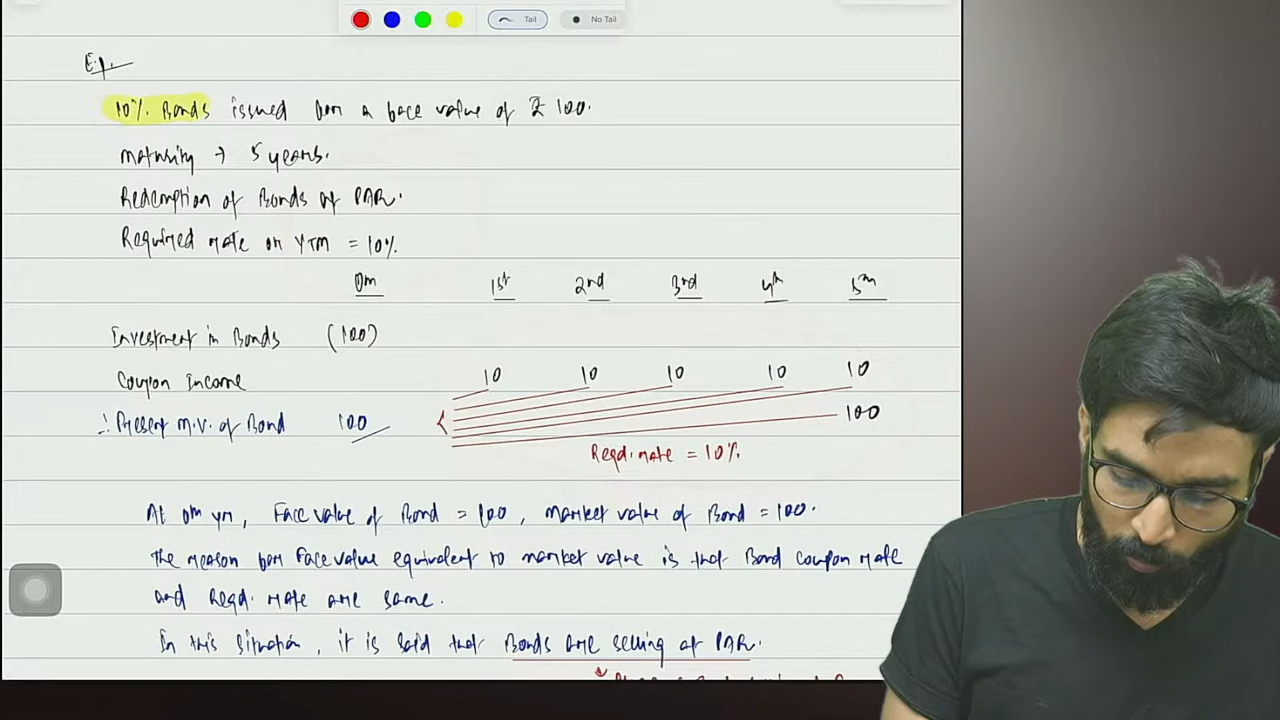 Tail No Tail
Eg.
10% Bonds issued for a face value of ₹ 100.
Maturity → 5 years.
Redemption of Bonds at PAR.
Required rate or YTM = 10%
0th 1st 2nd 3rd 4th 5th
Investment in Bonds (100)
Coupon Income 10 10 10 10 10
∴ Present M.V. of Bond 100 100
Reqd. rate = 10%
At 0th yr, Face value of Bond = 100, market value of Bond = 100.
The reason for Face value equivalent to market value is that Bond coupon rate
and Reqd. rate are same.
In this situation, it is said that Bonds are selling at PAR.